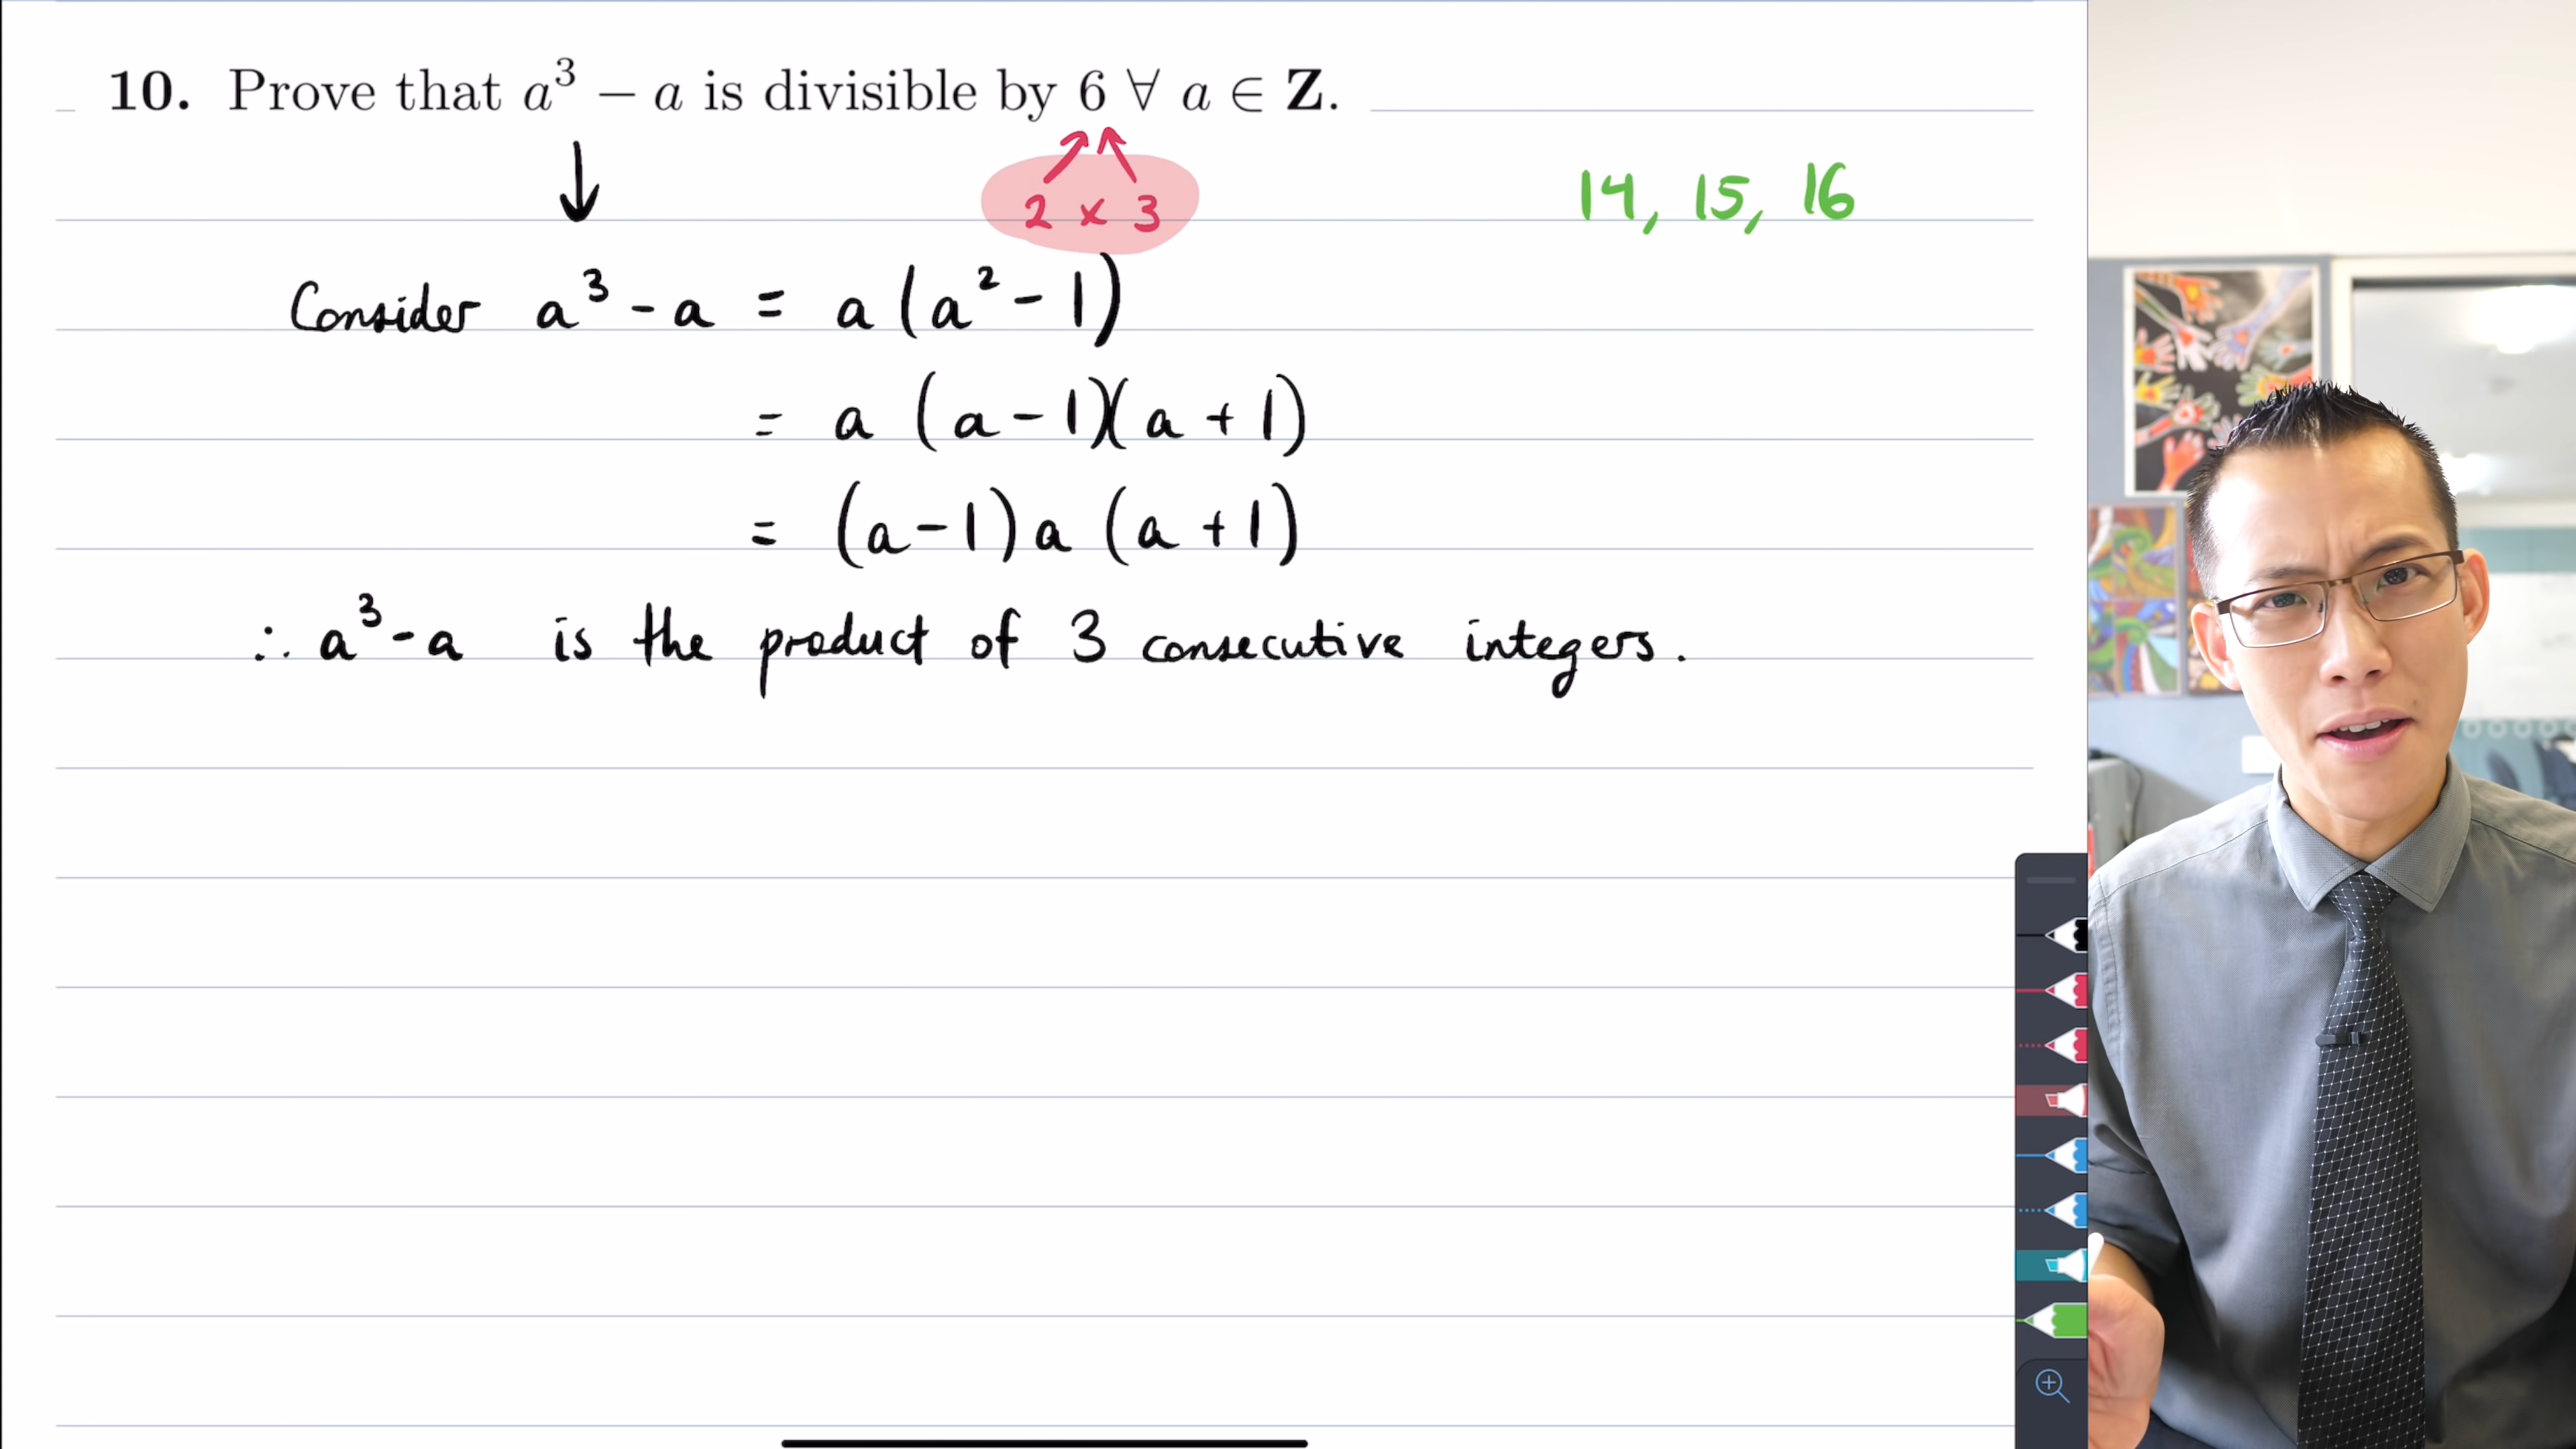 10. Prove that a³ − a is divisible by 6 ∀ a ∈ Z.
2 × 3
14, 15, 16
Consider a³ - a = a (a² - 1)
= a (a - 1)(a + 1)
= (a - 1) a (a + 1)
∴ a³ - a is the product of 3 consecutive integers.